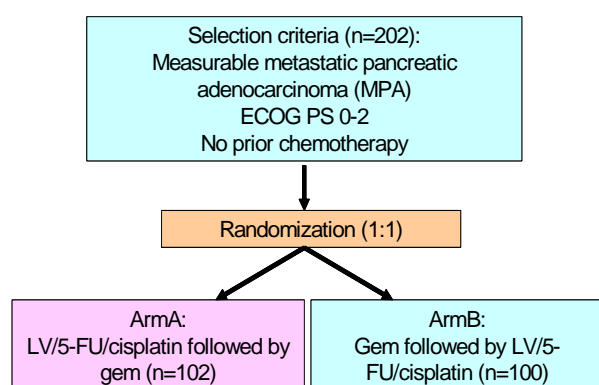 Selection criteria (n=202):
Measurable metastatic pancreatic
adenocarcinoma (MPA)
ECOG PS 0-2
No prior chemotherapy
Randomization (1:1)
ArmA:
LV/5-FU/cisplatin followed by
gem (n=102)
ArmB:
Gem followed by LV/5-
FU/cisplatin (n=100)